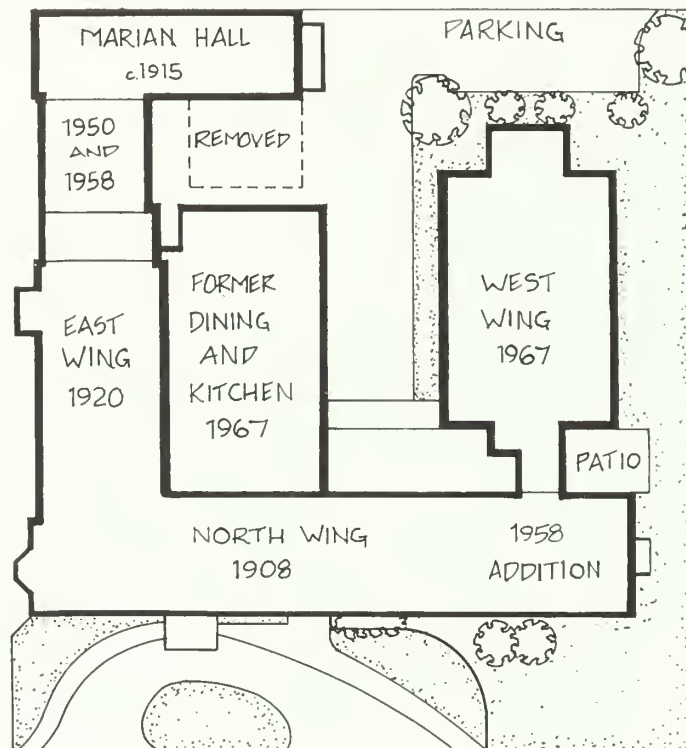 MARIAN HALL
c.1915
PARKING
1950
AND
1958
REMOVED
FORMER
DINING
AND
KITCHEN
1967
EAST
WING
1920
WEST
WING
1967
PATIO
NORTH WING
1908
1958
ADDITION